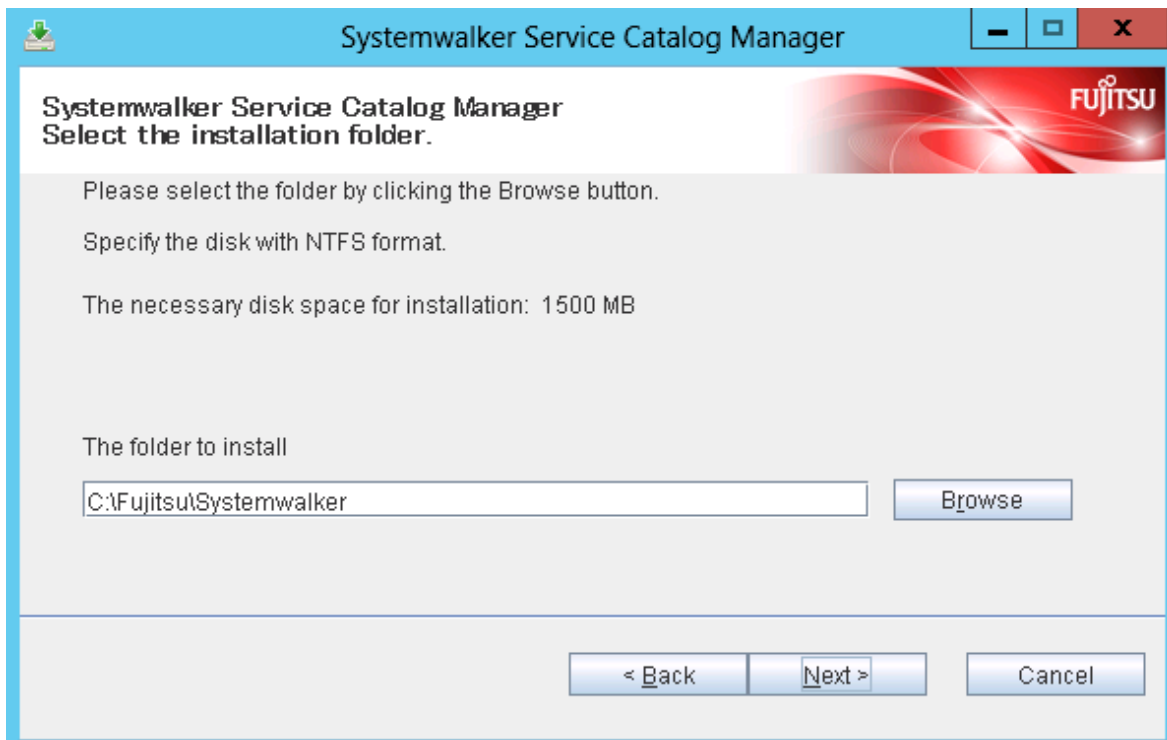 Systemwalker Service Catalog Manager
x
Systemwalker Service Catalog Manager
Select the installation folder.
FUJITSU
Please select the folder by clicking the Browse button.
Specify the disk with NTFS format.
The necessary disk space for installation: 1500 MB
The folder to install
C:\Fujitsu\Systemwalker
Browse
< Back
Next >
Cancel